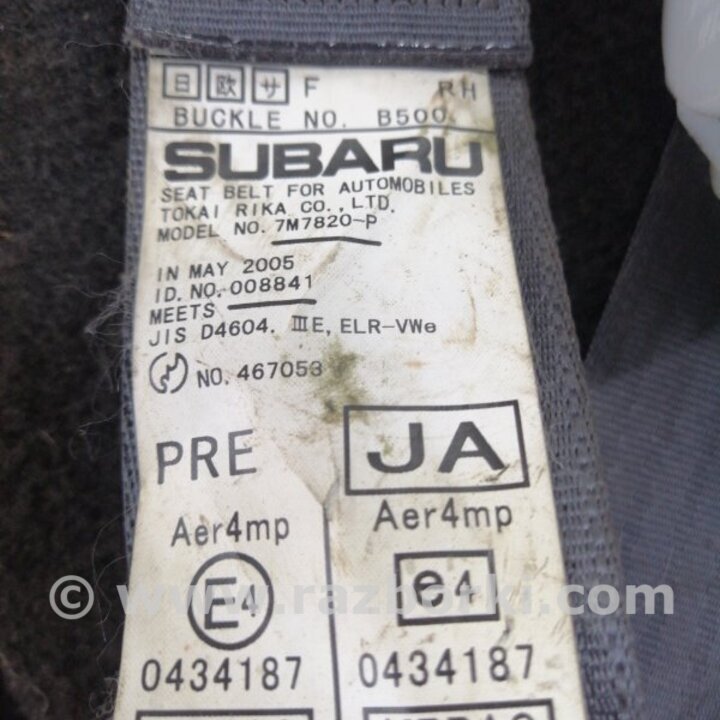 日 欧 サ F RH
BUCKLE NO. B500
SUBARU
SEAT BELT FOR AUTOMOBILES
TOKAI RIKA CO., LTD.
MODEL NO. 7M7820-P
IN MAY 2005
ID. NO. 008841
MEETS
JIS D4604. ⅢE, ELR-VWe
NO. 467053
PRE JA
Aer4mp Aer4mp
E4 e4
© www.razborki.com
0434187 0434187